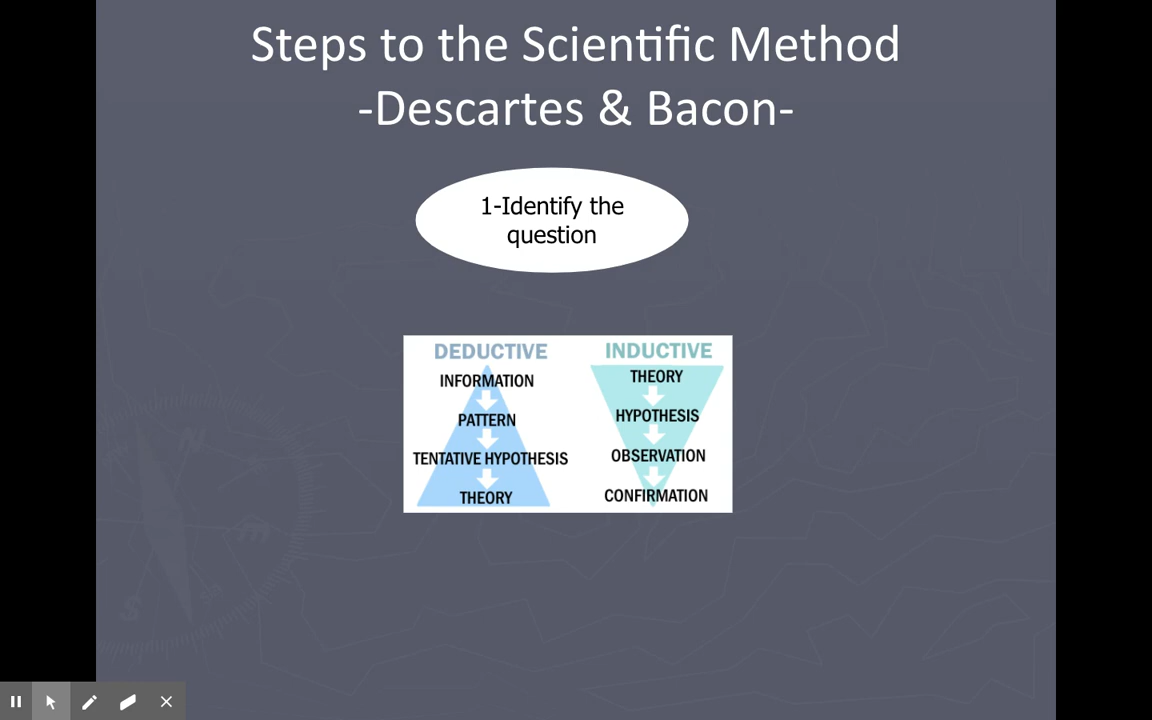 Steps to the Scientific Method
-Descartes & Bacon-
1-Identify the
question
DEDUCTIVE
INFORMATION
PATTERN
TENTATIVE HYPOTHESIS
THEORY
INDUCTIVE
THEORY
HYPOTHESIS
OBSERVATION
CONFIRMATION
N
S